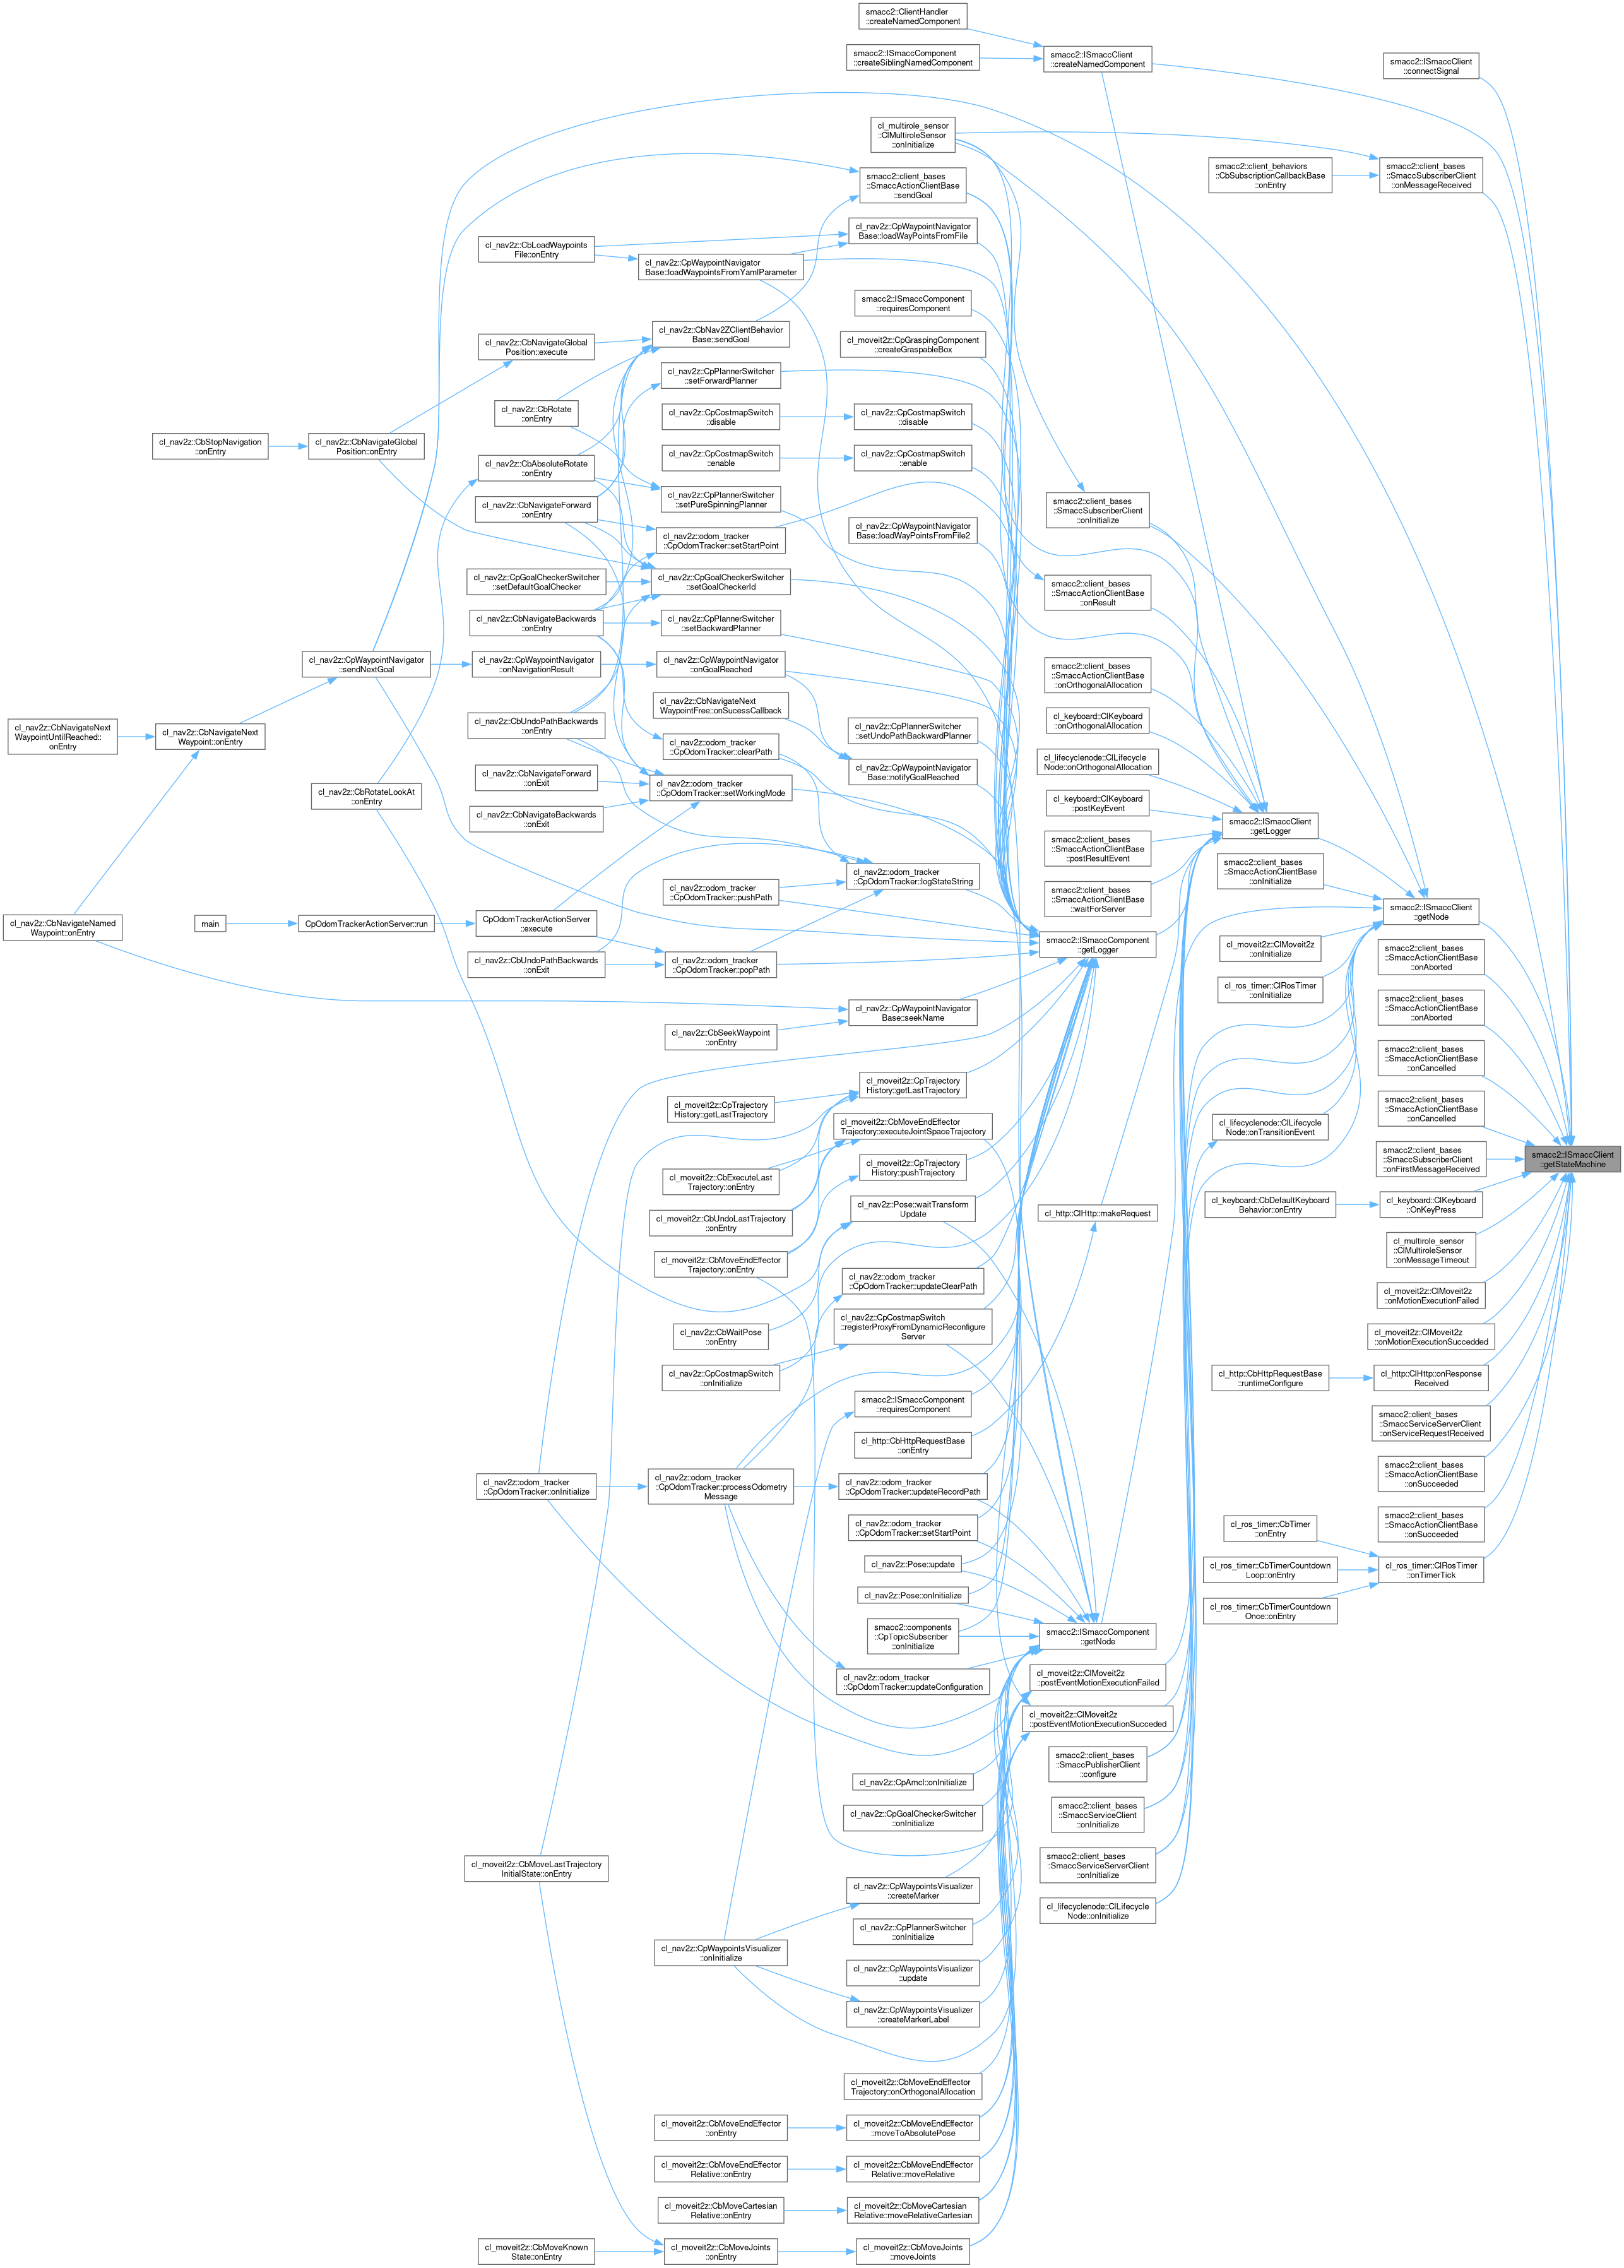 smacc2::ClientHandler
::createNamedComponent
smacc2::ISmaccComponent
::createSiblingNamedComponent
smacc2::ISmaccClient
::createNamedComponent
smacc2::ISmaccClient
::connectSignal
cl_multirole_sensor
::ClMultiroleSensor
::onInitialize
smacc2::client_behaviors
::CbSubscriptionCallbackBase
::onEntry
smacc2::client_bases
::SmaccSubscriberClient
::onMessageReceived
smacc2::client_bases
::SmaccActionClientBase
::sendGoal
cl_nav2z::CpWaypointNavigator
Base::loadWayPointsFromFile
cl_nav2z::CbLoadWaypoints
File::onEntry
cl_nav2z::CpWaypointNavigator
Base::loadWaypointsFromYamlParameter
smacc2::ISmaccComponent
::requiresComponent
cl_nav2z::CbNav2ZClientBehavior
Base::sendGoal
cl_nav2z::CbNavigateGlobal
Position::execute
cl_moveit2z::CpGraspingComponent
::createGraspableBox
cl_nav2z::CpPlannerSwitcher
::setForwardPlanner
cl_nav2z::CbRotate
::onEntry
cl_nav2z::CpCostmapSwitch
::disable
cl_nav2z::CpCostmapSwitch
::disable
cl_nav2z::CbStopNavigation
::onEntry
cl_nav2z::CbNavigateGlobal
Position::onEntry
cl_nav2z::CpCostmapSwitch
::enable
cl_nav2z::CpCostmapSwitch
::enable
cl_nav2z::CbAbsoluteRotate
::onEntry
cl_nav2z::CpPlannerSwitcher
::setPureSpinningPlanner
cl_nav2z::CbNavigateForward
::onEntry
smacc2::client_bases
::SmaccSubscriberClient
::onInitialize
cl_nav2z::odom_tracker
::CpOdomTracker::setStartPoint
cl_nav2z::CpWaypointNavigator
Base::loadWayPointsFromFile2
cl_nav2z::CpGoalCheckerSwitcher
::setDefaultGoalChecker
cl_nav2z::CpGoalCheckerSwitcher
::setGoalCheckerId
smacc2::client_bases
::SmaccActionClientBase
::onResult
cl_nav2z::CbNavigateBackwards
::onEntry
cl_nav2z::CpPlannerSwitcher
::setBackwardPlanner
cl_nav2z::CpWaypointNavigator
::sendNextGoal
cl_nav2z::CpWaypointNavigator
::onNavigationResult
cl_nav2z::CpWaypointNavigator
::onGoalReached
smacc2::client_bases
::SmaccActionClientBase
::onOrthogonalAllocation
cl_nav2z::CbNavigateNext
WaypointFree::onSucessCallback
cl_keyboard::ClKeyboard
::onOrthogonalAllocation
cl_nav2z::CbNavigateNext
WaypointUntilReached::
onEntry
cl_nav2z::CbNavigateNext
Waypoint::onEntry
cl_nav2z::CbUndoPathBackwards
::onEntry
cl_nav2z::odom_tracker
::CpOdomTracker::clearPath
cl_nav2z::CpPlannerSwitcher
::setUndoPathBackwardPlanner
cl_lifecyclenode::ClLifecycle
Node::onOrthogonalAllocation
cl_nav2z::CbNavigateForward
::onExit
cl_nav2z::odom_tracker
::CpOdomTracker::setWorkingMode
cl_nav2z::CpWaypointNavigator
Base::notifyGoalReached
cl_nav2z::CbRotateLookAt
::onEntry
cl_keyboard::ClKeyboard
::postKeyEvent
cl_nav2z::CbNavigateBackwards
::onExit
smacc2::ISmaccClient
::getLogger
smacc2::client_bases
::SmaccActionClientBase
::postResultEvent
smacc2::client_bases
::SmaccActionClientBase
::onInitialize
cl_nav2z::odom_tracker
::CpOdomTracker::logStateString
cl_nav2z::odom_tracker
::CpOdomTracker::pushPath
smacc2::client_bases
::SmaccActionClientBase
::waitForServer
smacc2::ISmaccClient
::getNode
cl_nav2z::CbNavigateNamed
Waypoint::onEntry
main
CpOdomTrackerActionServer::run
CpOdomTrackerActionServer
::execute
smacc2::ISmaccComponent
::getLogger
cl_moveit2z::ClMoveit2z
::onInitialize
smacc2::client_bases
::SmaccActionClientBase
::onAborted
cl_nav2z::CbUndoPathBackwards
::onExit
cl_nav2z::odom_tracker
::CpOdomTracker::popPath
cl_ros_timer::ClRosTimer
::onInitialize
smacc2::client_bases
::SmaccActionClientBase
::onAborted
cl_nav2z::CpWaypointNavigator
Base::seekName
cl_nav2z::CbSeekWaypoint
::onEntry
smacc2::client_bases
::SmaccActionClientBase
::onCancelled
cl_moveit2z::CpTrajectory
History::getLastTrajectory
cl_moveit2z::CpTrajectory
History::getLastTrajectory
smacc2::client_bases
::SmaccActionClientBase
::onCancelled
cl_moveit2z::CbMoveEndEffector
Trajectory::executeJointSpaceTrajectory
cl_lifecyclenode::ClLifecycle
Node::onTransitionEvent
smacc2::client_bases
::SmaccSubscriberClient
::onFirstMessageReceived
smacc2::ISmaccClient
::getStateMachine
cl_moveit2z::CbExecuteLast
Trajectory::onEntry
cl_moveit2z::CpTrajectory
History::pushTrajectory
cl_keyboard::CbDefaultKeyboard
Behavior::onEntry
cl_keyboard::ClKeyboard
::OnKeyPress
cl_moveit2z::CbUndoLastTrajectory
::onEntry
cl_nav2z::Pose::waitTransform
Update
cl_http::ClHttp::makeRequest
cl_multirole_sensor
::ClMultiroleSensor
::onMessageTimeout
cl_moveit2z::CbMoveEndEffector
Trajectory::onEntry
cl_nav2z::odom_tracker
::CpOdomTracker::updateClearPath
cl_moveit2z::ClMoveit2z
::onMotionExecutionFailed
cl_nav2z::CbWaitPose
::onEntry
cl_nav2z::CpCostmapSwitch
::registerProxyFromDynamicReconfigure
Server
cl_moveit2z::ClMoveit2z
::onMotionExecutionSuccedded
cl_nav2z::CpCostmapSwitch
::onInitialize
cl_http::CbHttpRequestBase
::runtimeConfigure
cl_http::ClHttp::onResponse
Received
smacc2::ISmaccComponent
::requiresComponent
smacc2::client_bases
::SmaccServiceServerClient
::onServiceRequestReceived
cl_http::CbHttpRequestBase
::onEntry
smacc2::client_bases
::SmaccActionClientBase
::onSucceeded
cl_nav2z::odom_tracker
::CpOdomTracker::onInitialize
cl_nav2z::odom_tracker
::CpOdomTracker::processOdometry
Message
cl_nav2z::odom_tracker
::CpOdomTracker::updateRecordPath
cl_nav2z::odom_tracker
::CpOdomTracker::setStartPoint
cl_ros_timer::CbTimer
::onEntry
smacc2::client_bases
::SmaccActionClientBase
::onSucceeded
cl_nav2z::Pose::update
cl_ros_timer::CbTimerCountdown
Loop::onEntry
cl_ros_timer::ClRosTimer
::onTimerTick
cl_nav2z::Pose::onInitialize
cl_ros_timer::CbTimerCountdown
Once::onEntry
smacc2::components
::CpTopicSubscriber
::onInitialize
smacc2::ISmaccComponent
::getNode
cl_nav2z::odom_tracker
::CpOdomTracker::updateConfiguration
cl_moveit2z::ClMoveit2z
::postEventMotionExecutionFailed
cl_moveit2z::ClMoveit2z
::postEventMotionExecutionSucceded
smacc2::client_bases
::SmaccPublisherClient
::configure
cl_nav2z::CpAmcl::onInitialize
cl_nav2z::CpGoalCheckerSwitcher
::onInitialize
smacc2::client_bases
::SmaccServiceClient
::onInitialize
smacc2::client_bases
::SmaccServiceServerClient
::onInitialize
cl_moveit2z::CbMoveLastTrajectory
InitialState::onEntry
cl_nav2z::CpWaypointsVisualizer
::createMarker
cl_lifecyclenode::ClLifecycle
Node::onInitialize
cl_nav2z::CpPlannerSwitcher
::onInitialize
cl_nav2z::CpWaypointsVisualizer
::onInitialize
cl_nav2z::CpWaypointsVisualizer
::update
cl_nav2z::CpWaypointsVisualizer
::createMarkerLabel
cl_moveit2z::CbMoveEndEffector
Trajectory::onOrthogonalAllocation
cl_moveit2z::CbMoveEndEffector
::onEntry
cl_moveit2z::CbMoveEndEffector
::moveToAbsolutePose
cl_moveit2z::CbMoveEndEffector
Relative::onEntry
cl_moveit2z::CbMoveEndEffector
Relative::moveRelative
cl_moveit2z::CbMoveCartesian
Relative::onEntry
cl_moveit2z::CbMoveCartesian
Relative::moveRelativeCartesian
cl_moveit2z::CbMoveKnown
State::onEntry
cl_moveit2z::CbMoveJoints
::onEntry
cl_moveit2z::CbMoveJoints
::moveJoints